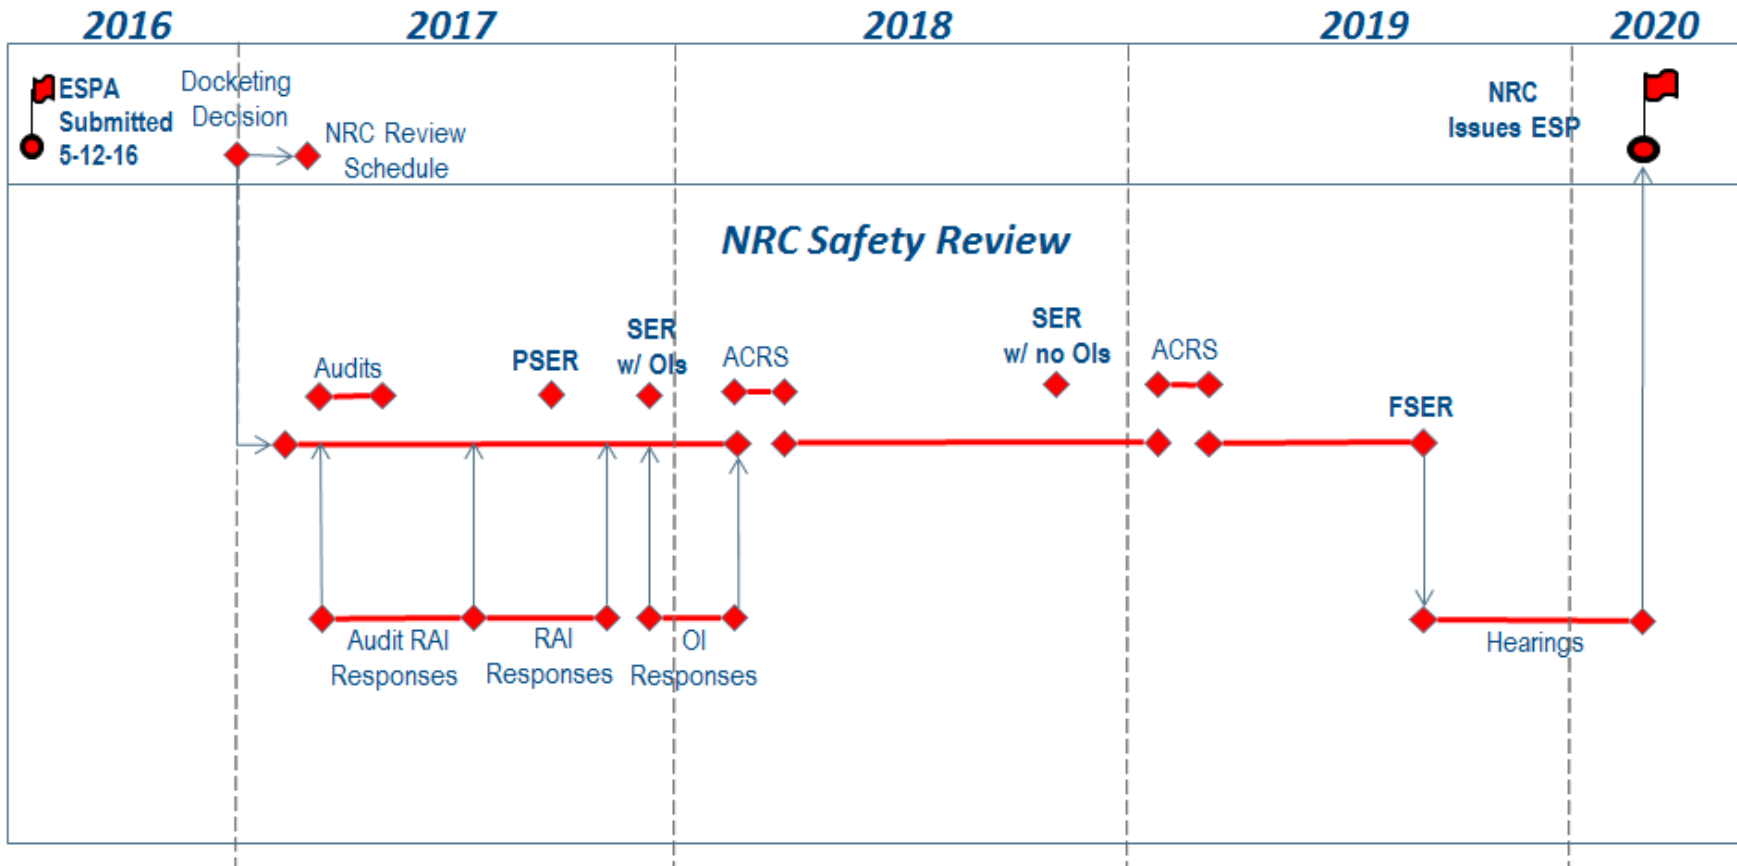 2016
2017
2018
2019
2020
ESPA
Submitted
5-12-16
Docketing
Decision
NRC Review
Schedule
NRC
Issues ESP
NRC Safety Review
Audits
PSER
SER
w/ OIs
ACRS
SER
w/ no OIs
ACRS
FSER
Audit RAI
Responses
RAI
Responses
OI
Responses
Hearings